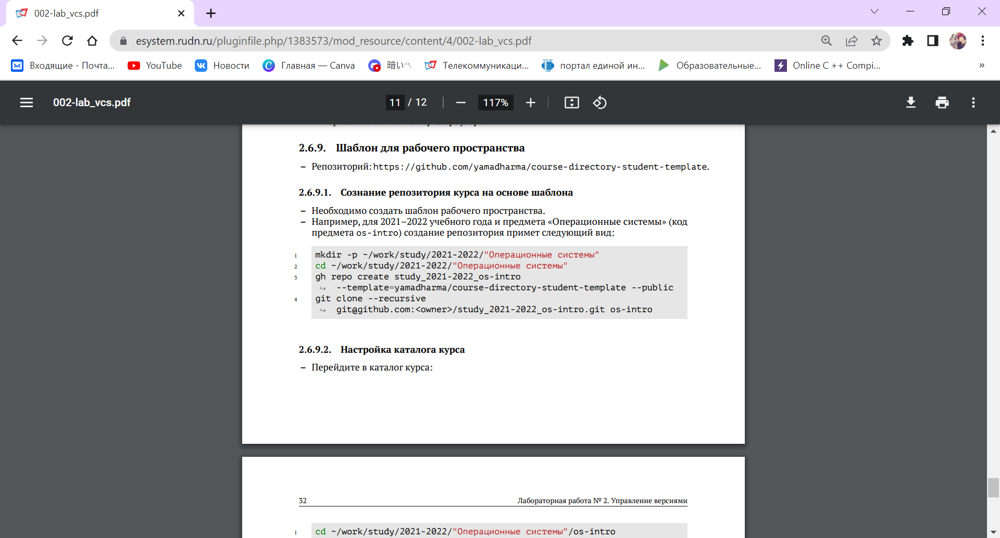 002-lab_vcs.pdf
esystem.rudn.ru/pluginfile.php/1383573/mod_resource/content/4/002-lab_vcs.pdf
Входящие - Почта... YouTube Новости Главная — Canva 暗い Телекоммуникаци... портал единой ин... Образовательные... Online C ++ Compi... »
002-lab_vcs.pdf 11 / 12 117%
2.6.9. Шаблон для рабочего пространства
– Репозиторий: https://github.com/yamadharma/course-directory-student-template.
2.6.9.1. Сознание репозитория курса на основе шаблона
– Необходимо создать шаблон рабочего пространства.
– Например, для 2021–2022 учебного года и предмета «Операционные системы» (код
предмета os-intro) создание репозитория примет следующий вид:
1 mkdir -p ~/work/study/2021-2022/"Операционные системы"
2 cd ~/work/study/2021-2022/"Операционные системы"
3 gh repo create study_2021-2022_os-intro
↪ --template=yamadharma/course-directory-student-template --public
4 git clone --recursive
↪ git@github.com:<owner>/study_2021-2022_os-intro.git os-intro
2.6.9.2. Настройка каталога курса
– Перейдите в каталог курса:
32 Лабораторная работа № 2. Управление версиями
1 cd ~/work/study/2021-2022/"Операционные системы"/os-intro